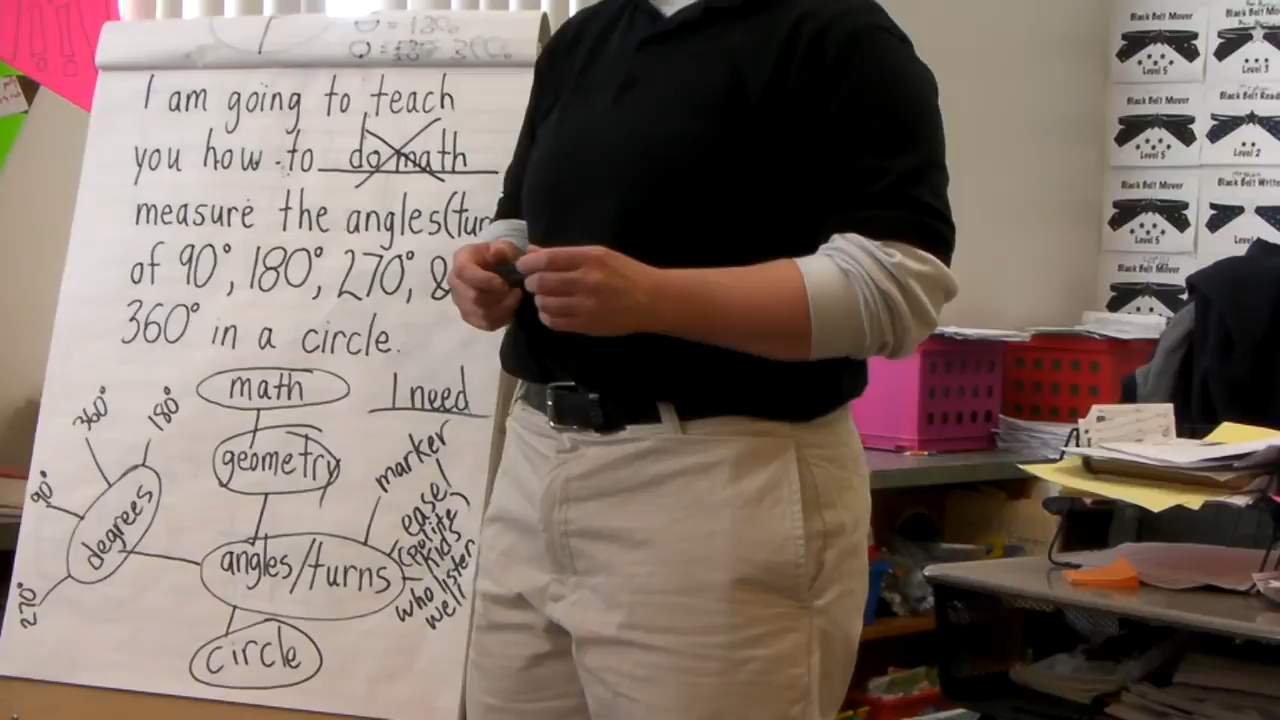 I am going to teach
you how to do math
measure the angles(tur
of 90°, 180°, 270°, &
360° in a circle.
math
I need
geometry
marker
easel
(polite)
kids
who listen
well
angles/turns
degrees
360°
180°
90°
270°
circle
Black Belt Mover
Level 5
Level 3
Black Belt Mover
Level 5
Black Belt Read
Level 2
Black Belt Mover
Level 5
Black Belt Write
Black Belt Mover